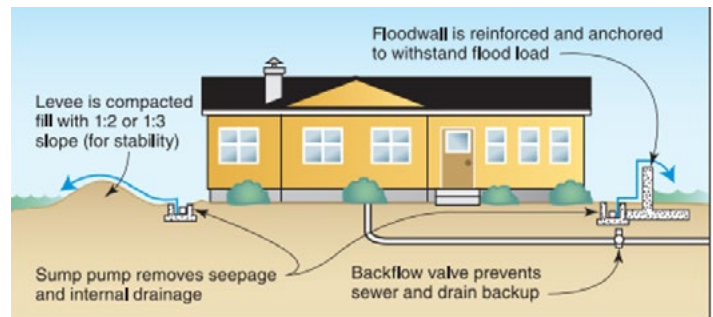 Floodwall is reinforced and anchored
to withstand flood load
Levee is compacted
fill with 1:2 or 1:3
slope (for stability)
Sump pump removes seepage
and internal drainage
Backflow valve prevents
sewer and drain backup